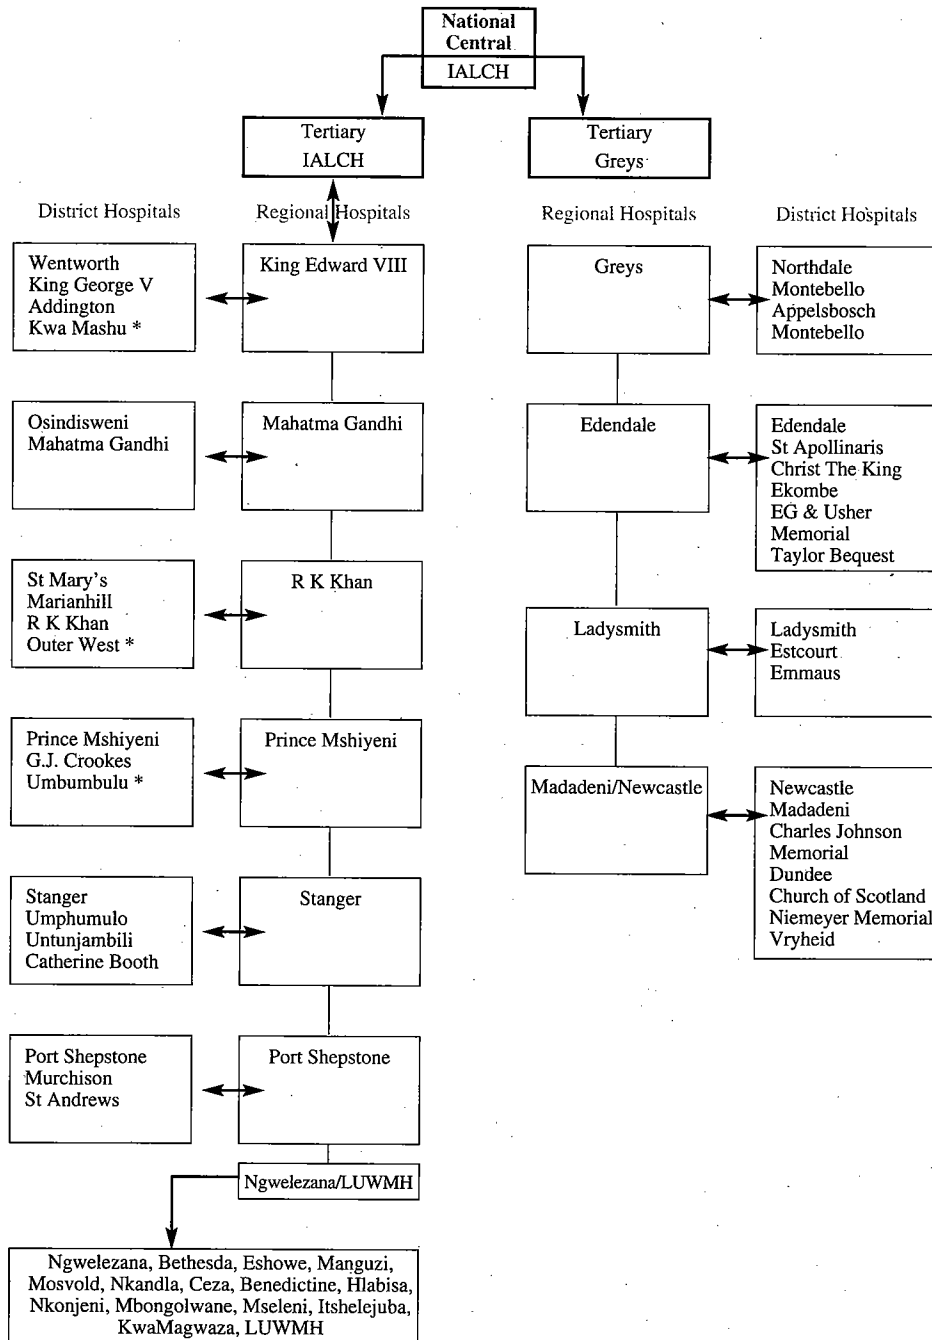 National
Central
IALCH
Tertiary
IALCH
Tertiary
Greys
District Hospitals
Regional Hospitals
Regional Hospitals
District Hospitals
Wentworth
King George V
Addington
Kwa Mashu *
King Edward VIII
Greys
Northdale
Montebello
Appelsbosch
Montebello
Osindisweni
Mahatma Gandhi
Mahatma Gandhi
Edendale
Edendale
St Apollinaris
Christ The King
Ekombe
EG & Usher
Memorial
Taylor Bequest
St Mary's
Marianhill
R K Khan
Outer West *
R K Khan
Ladysmith
Ladysmith
Estcourt
Emmaus
Prince Mshiyeni
G.J. Crookes
Umbumbulu *
Prince Mshiyeni
Madadeni/Newcastle
Newcastle
Madadeni
Charles Johnson
Memorial
Dundee
Church of Scotland
Niemeyer Memorial
Vryheid
Stanger
Umphumulo
Untunjambili
Catherine Booth
Stanger
Port Shepstone
Murchison
St Andrews
Port Shepstone
Ngwelezana/LUWMH
Ngwelezana, Bethesda, Eshowe, Manguzi,
Mosvold, Nkandla, Ceza, Benedictine, Hlabisa,
Nkonjeni, Mbongolwane, Mseleni, Itshelejuba,
KwaMagwaza, LUWMH